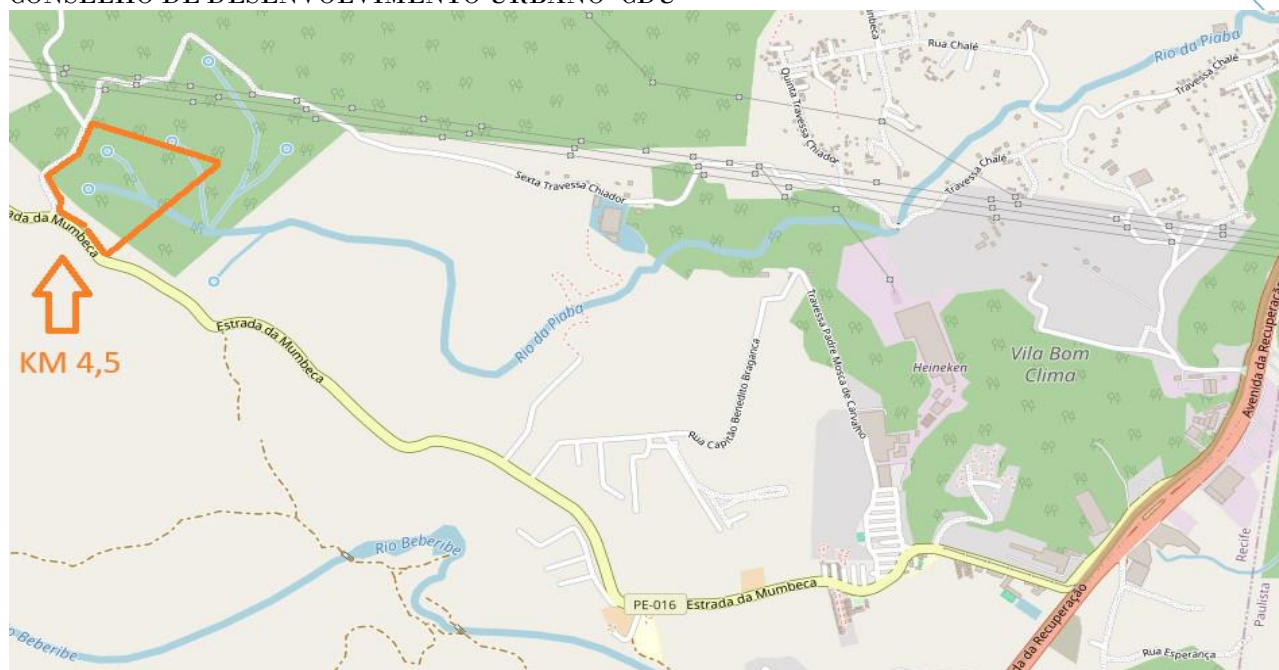 CONSELHO DE DESENVOLVIMENTO URBANO- CDU
Rua Chalé
Rio da Piaba
Travessa Chalé
Quinta Travessa Chiador
Sexta Travessa Chiador
Travessa Chalé
Estrada da Mumbeca
KM 4,5
Estrada da Mumbeca
Rio da Piaba
Travessa Padre Mosca de Carvalho
Heineken
Vila Bom
Clima
Avenida da Recuperação
Rua Capitão Benedito Bragança
Rio Beberibe
PE-016
Estrada da Mumbeca
Recife
Paulista
Beberibe
da Recuperação
Rua Esperança